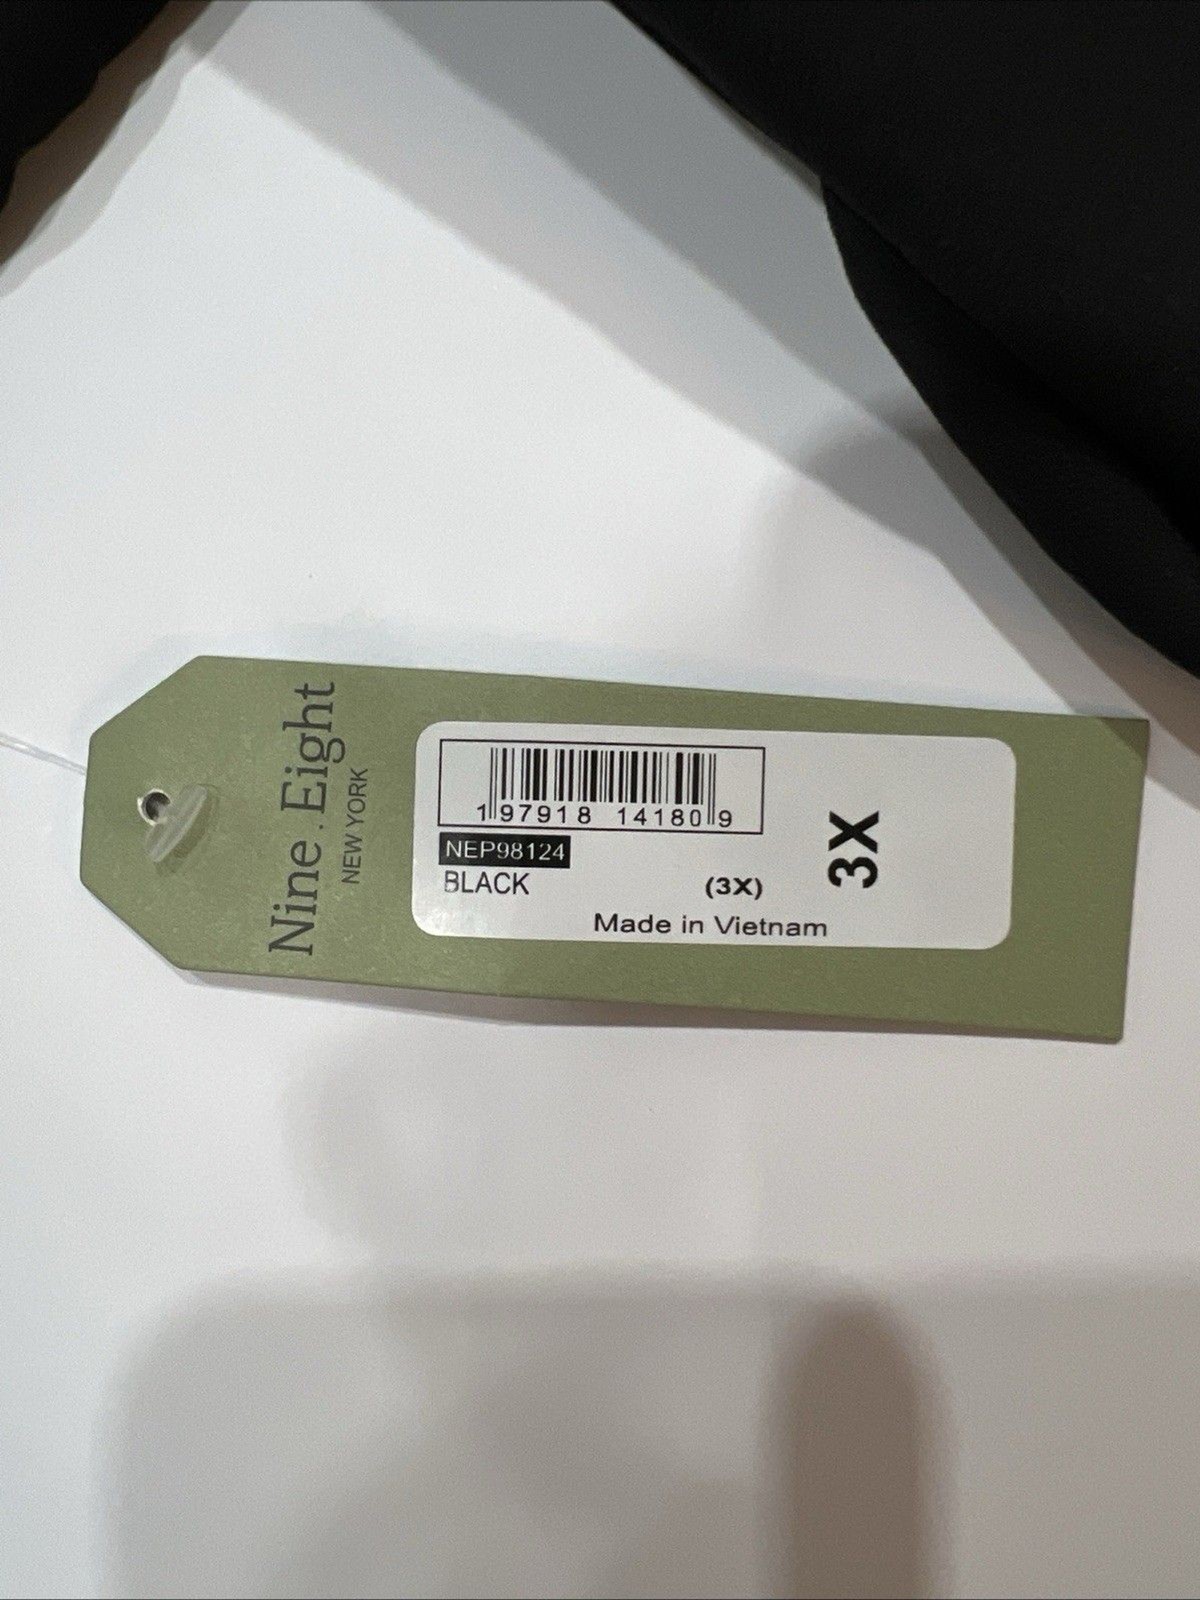 Nine.Eight
NEW YORK
1 97918 14180 9
NEP98124
BLACK (3X)
Made in Vietnam
3X